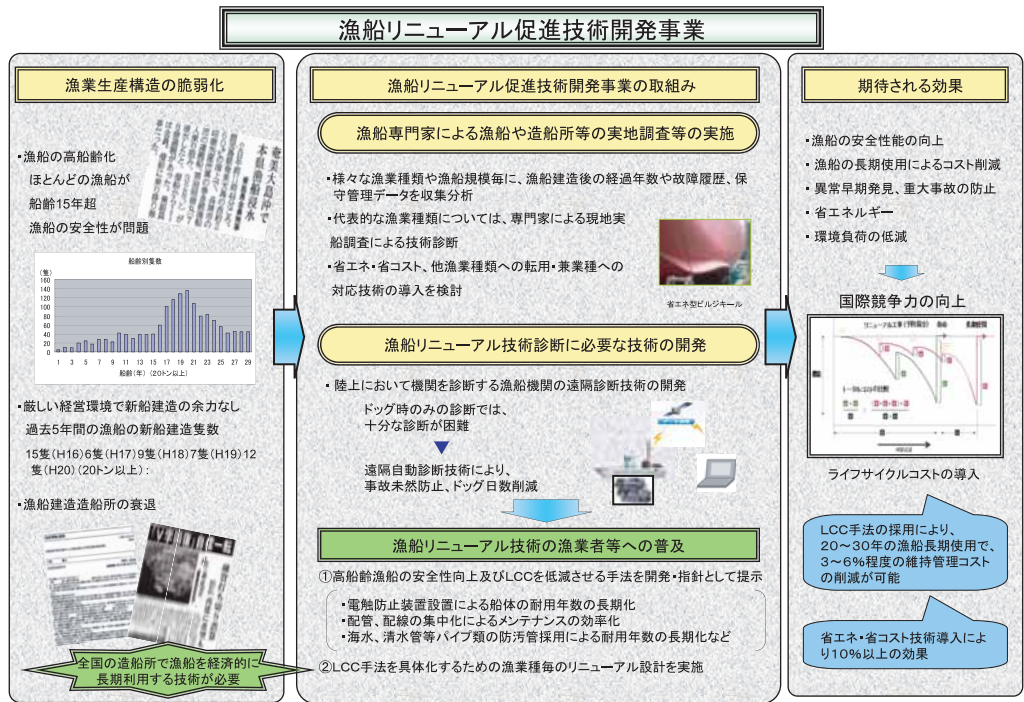 漁船リニューアル促進技術開発事業
漁業生産構造の脆弱化
・漁船の高船齢化
ほとんどの漁船が
船齢15年超
漁船の安全性が問題
奄美大島沖で
本県漁船浸水
船齢別隻数
(隻)
160
140
120
100
80
60
40
20
0
1 3 5 7 9 11 13 15 17 19 21 23 25 27 29
船齢(年) (20トン以上)
・厳しい経営環境で新船建造の余力なし
過去5年間の漁船の新船建造隻数
15隻(H16)6隻(H17)9隻(H18)7隻(H19)12
隻(H20)(20トン以上):
・漁船建造造船所の衰退
全国の造船所で漁船を経済的に
長期利用する技術が必要
漁船リニューアル促進技術開発事業の取組み
漁船専門家による漁船や造船所等の実地調査等の実施
・様々な漁業種類や漁船規模毎に、漁船建造後の経過年数や故障履歴、保
守管理データを収集分析
・代表的な漁業種類については、専門家による現地実
船調査による技術診断
・省エネ・省コスト、他漁業種類への転用・兼業種への
対応技術の導入を検討
省エネ型ビルジキール
漁船リニューアル技術診断に必要な技術の開発
・陸上において機関を診断する漁船機関の遠隔診断技術の開発
ドッグ時のみの診断では、
十分な診断が困難
遠隔自動診断技術により、
事故未然防止、ドッグ日数削減
漁船リニューアル技術の漁業者等への普及
①高船齢漁船の安全性向上及びLCCを低減させる手法を開発・指針として提示
・電触防止装置設置による船体の耐用年数の長期化
・配管、配線の集中化によるメンテナンスの効率化
・海水、清水管等パイプ類の防汚管採用による耐用年数の長期化など
②LCC手法を具体化するための漁業種毎のリニューアル設計を実施
期待される効果
・漁船の安全性能の向上
・漁船の長期使用によるコスト削減
・異常早期発見、重大事故の防止
・省エネルギー
・環境負荷の低減
国際競争力の向上
ライフサイクルコストの導入
LCC手法の採用により、
20～30年の漁船長期使用で、
3～6%程度の維持管理コスト
の削減が可能
省エネ・省コスト技術導入によ
り10%以上の効果